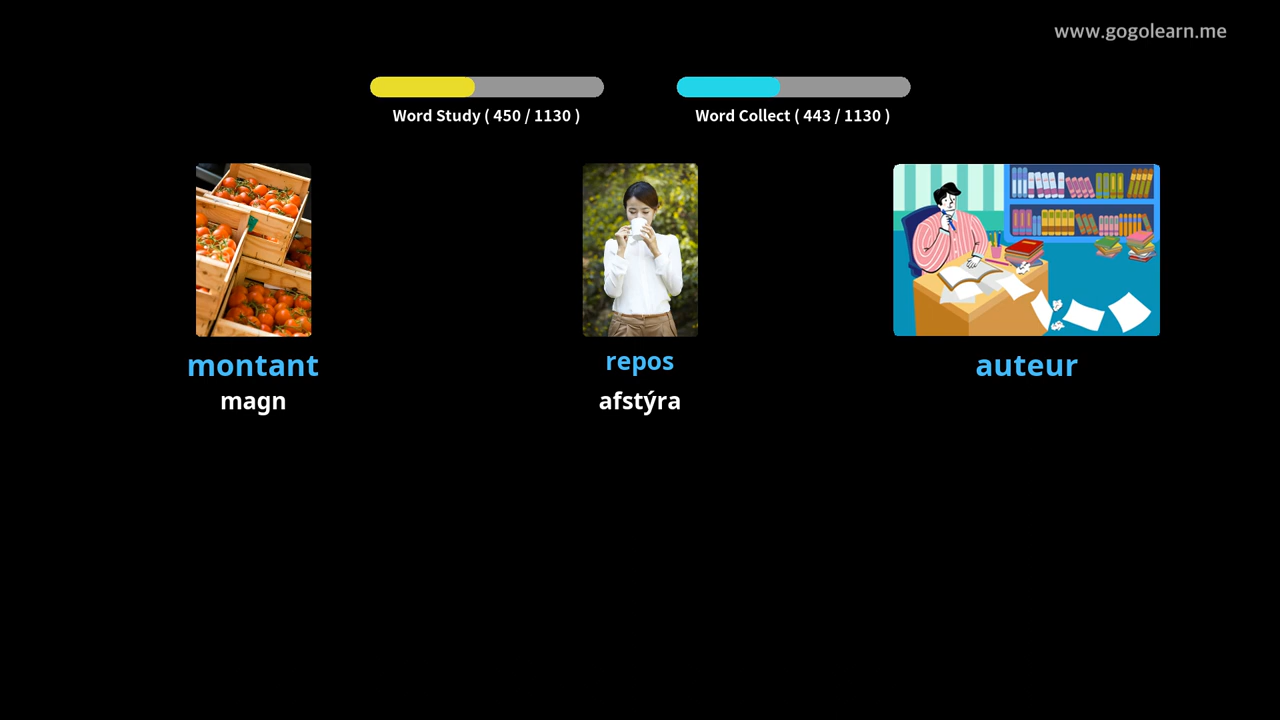 www.gogolearn.me
Word Study ( 450 / 1130 )
Word Collect ( 443 / 1130 )
montant
magn
repos
afstýra
auteur